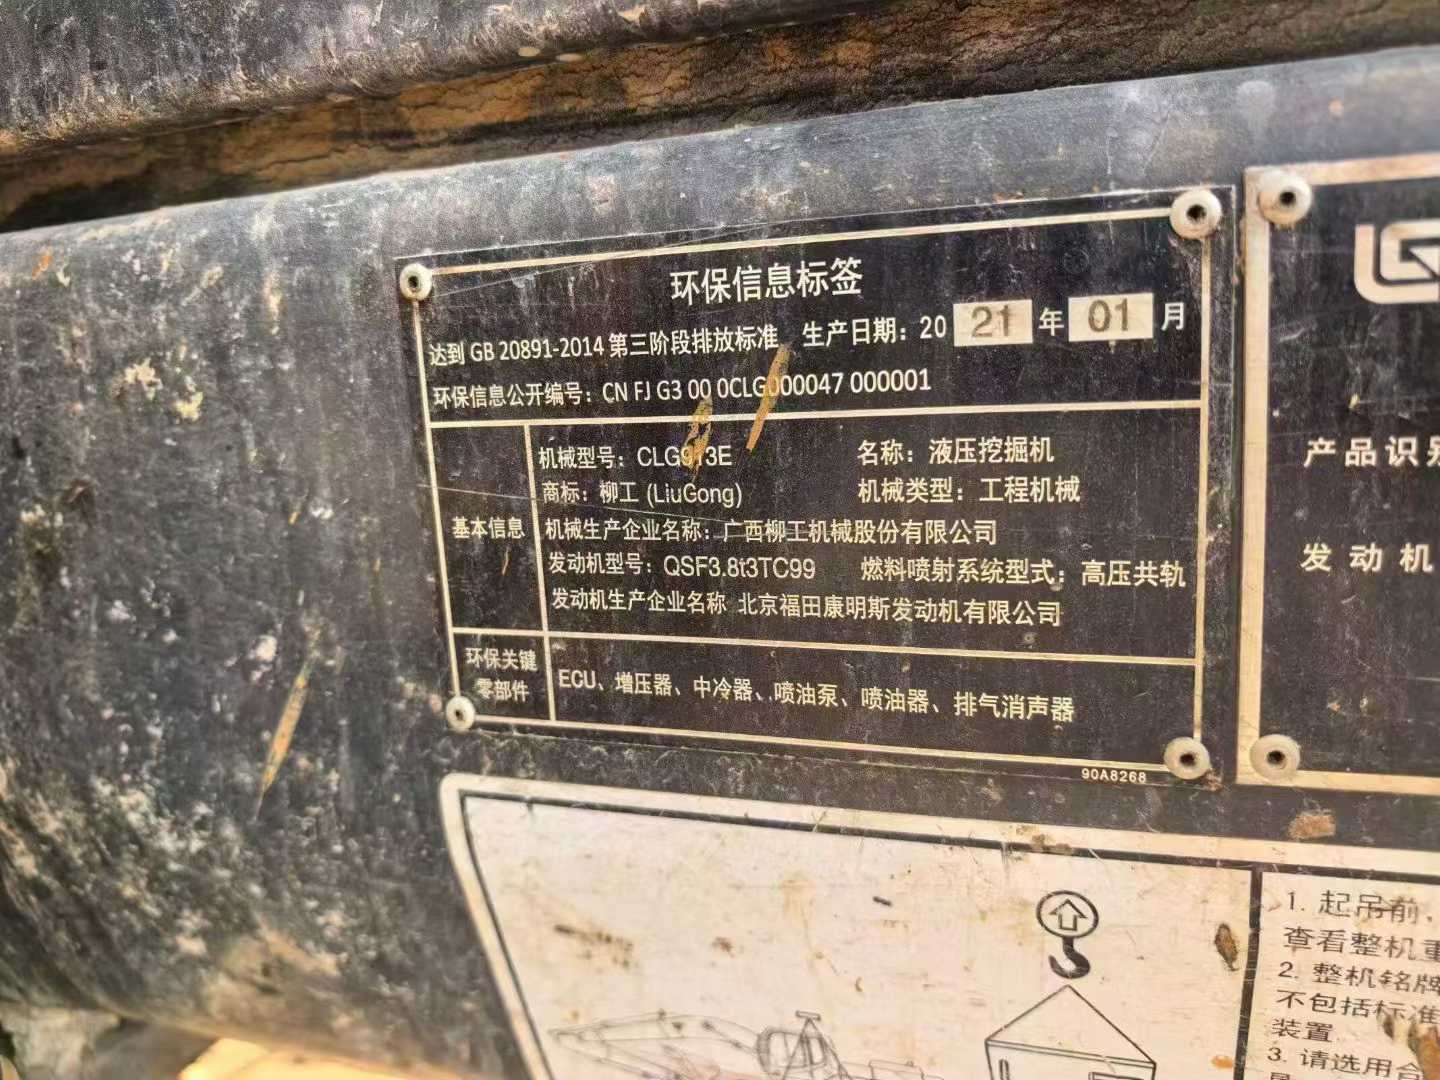 环保信息标签
达到 GB 20891-2014 第三阶段排放标准 生产日期：20 21 年 01 月
环保信息公开编号：CN FJ G3 00 0CLG000047 000001
基本信息
机械型号：CLG913E 名称：液压挖掘机
商标：柳工 (LiuGong) 机械类型：工程机械
机械生产企业名称：广西柳工机械股份有限公司
发动机型号：QSF3.8t3TC99 燃料喷射系统型式：高压共轨
发动机生产企业名称 北京福田康明斯发动机有限公司
环保关键
零部件
ECU、增压器、中冷器、喷油泵、喷油器、排气消声器
90A8268
产品识别
发动机
1. 起吊前，
查看整机重
2. 整机铭牌
不包括标准
装置
3. 请选用合